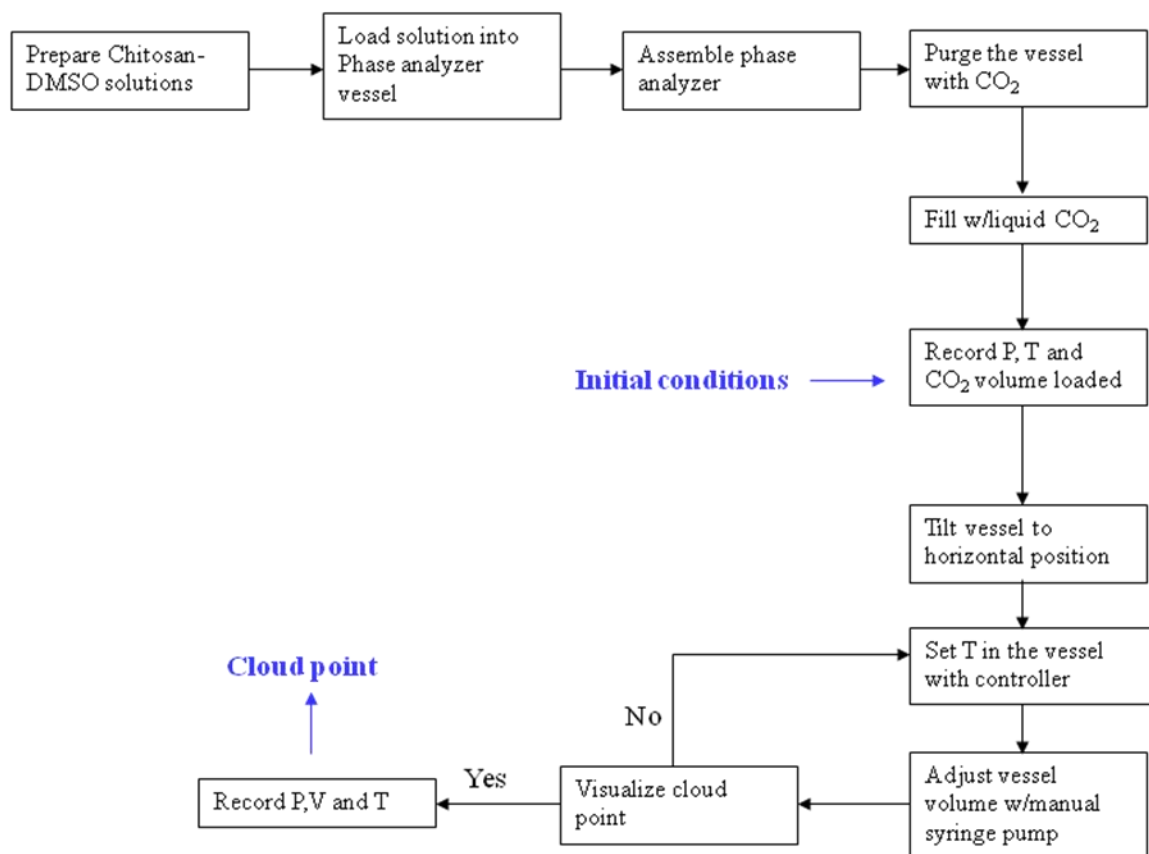 Prepare Chitosan-
DMSO solutions
Load solution into
Phase analyzer
vessel
Assemble phase
analyzer
Purge the vessel
with CO₂
Fill w/liquid CO₂
Initial conditions
Record P, T and
CO₂ volume loaded
Tilt vessel to
horizontal position
Set T in the vessel
with controller
Adjust vessel
volume w/manual
syringe pump
Visualize cloud
point
No
Yes
Record P,V and T
Cloud point